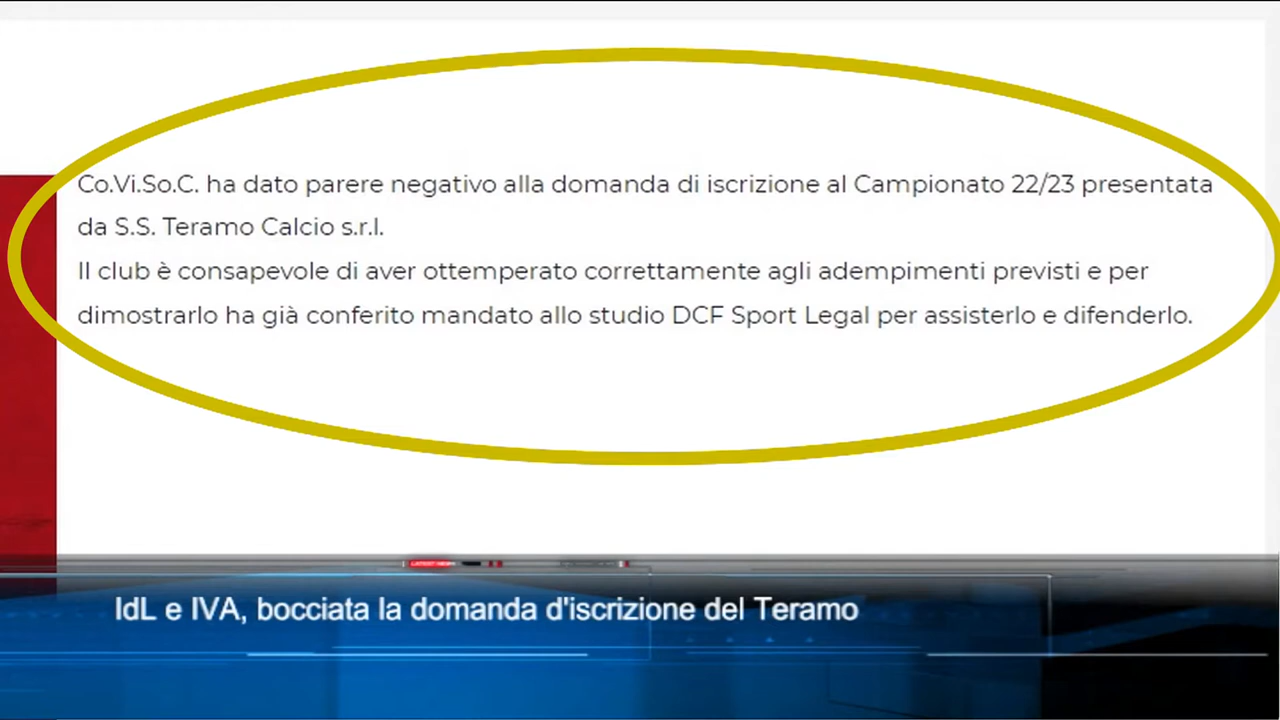 Co.Vi.So.C. ha dato parere negativo alla domanda di iscrizione al Campionato 22/23 presentata
da S.S. Teramo Calcio s.r.l.
Il club è consapevole di aver ottemperato correttamente agli adempimenti previsti e per
dimostrarlo ha già conferito mandato allo studio DCF Sport Legal per assisterlo e difenderlo.
LATEST NEWS
IdL e IVA, bocciata la domanda d'iscrizione del Teramo